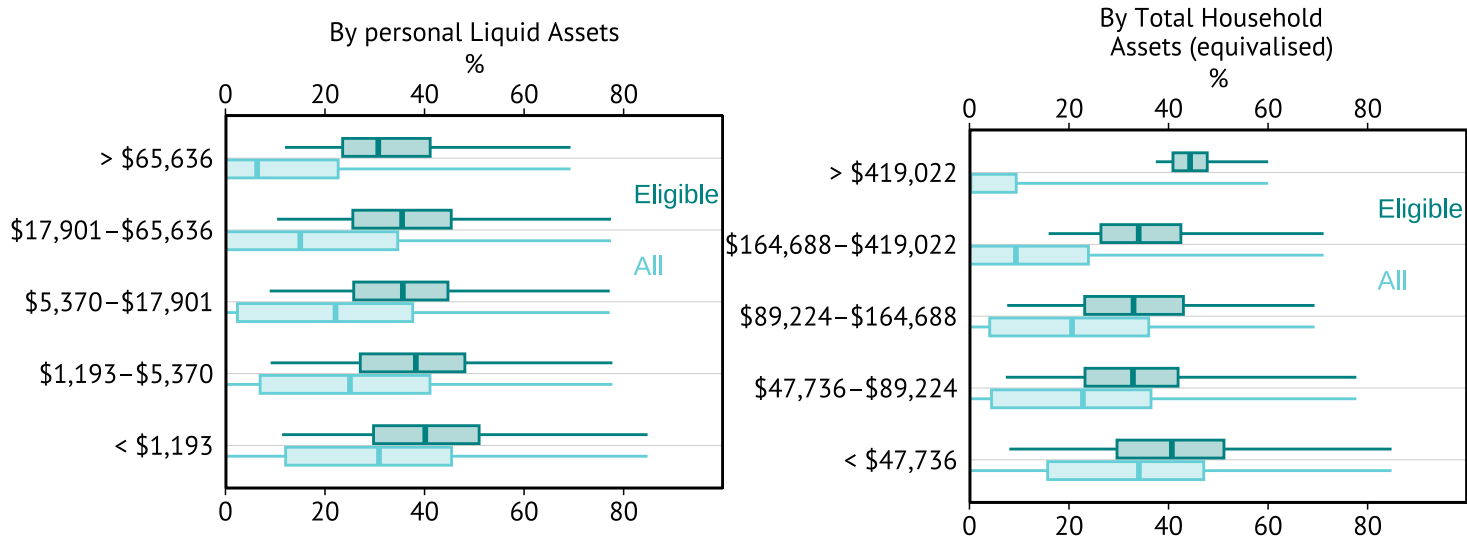 By personal Liquid Assets
%
0 20 40 60 80
> $65,636
Eligible
$17,901–$65,636
All
$5,370–$17,901
$1,193–$5,370
< $1,193
0 20 40 60 80
By Total Household
Assets (equivalised)
%
0 20 40 60 80
> $419,022
Eligible
$164,688–$419,022
All
$89,224–$164,688
$47,736–$89,224
< $47,736
0 20 40 60 80